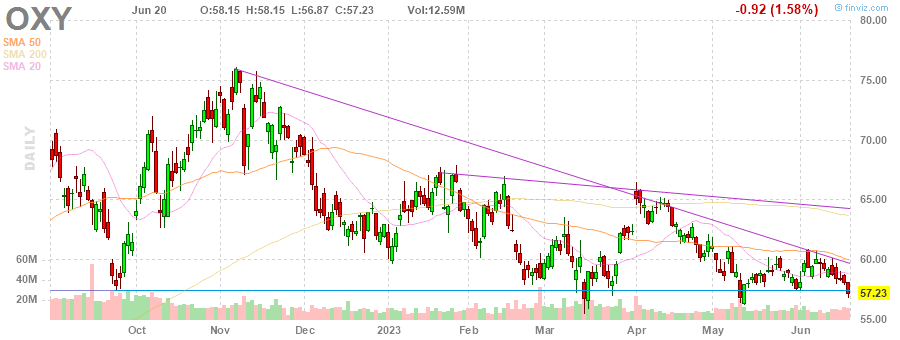 OXY Jun 20 O:58.15 H:58.15 L:56.87 C:57.23 Vol:12.59M -0.92 (1.58%) © finviz.com
SMA 50
SMA 200
SMA 20
DAILY
80.00
75.00
70.00
65.00
60.00
57.23
55.00
60M
40M
20M
Oct Nov Dec 2023 Feb Mar Apr May Jun